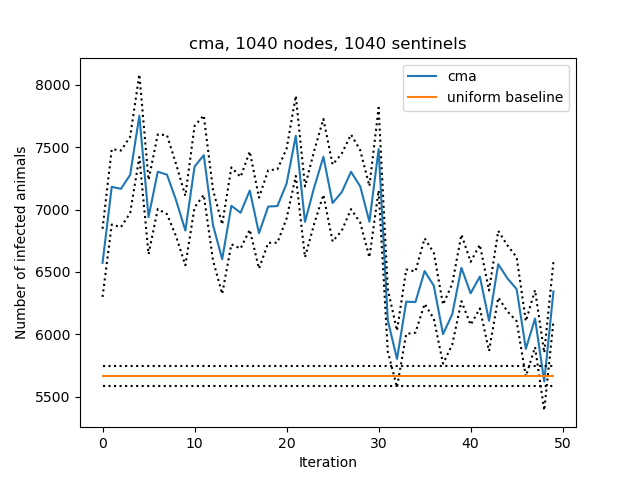 cma, 1040 nodes, 1040 sentinels
cma
uniform baseline
Number of infected animals
8000
7500
7000
6500
6000
5500
0 10 20 30 40 50
Iteration